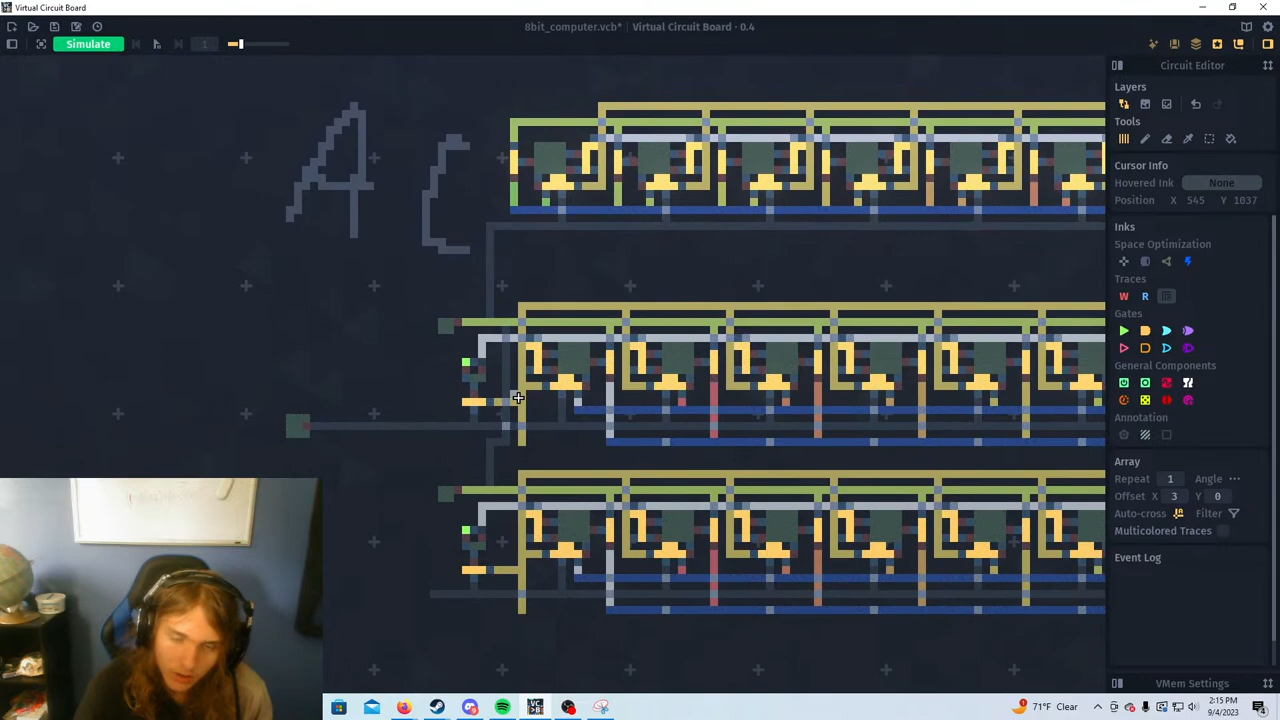 Virtual Circuit Board
8bit_computer.vcb* | Virtual Circuit Board - 0.4
Simulate
1
Circuit Editor
Layers
Tools
Cursor Info
Hovered Ink None
Position X 545 Y 1037
Inks
Space Optimization
Traces
W R
Gates
General Components
Annotation
Array
Repeat 1 Angle
Offset X 3 Y 0
Auto-cross Filter
Multicolored Traces
Event Log
VMem Settings
A C
71°F Clear
2:15 PM
9/4/2023
4